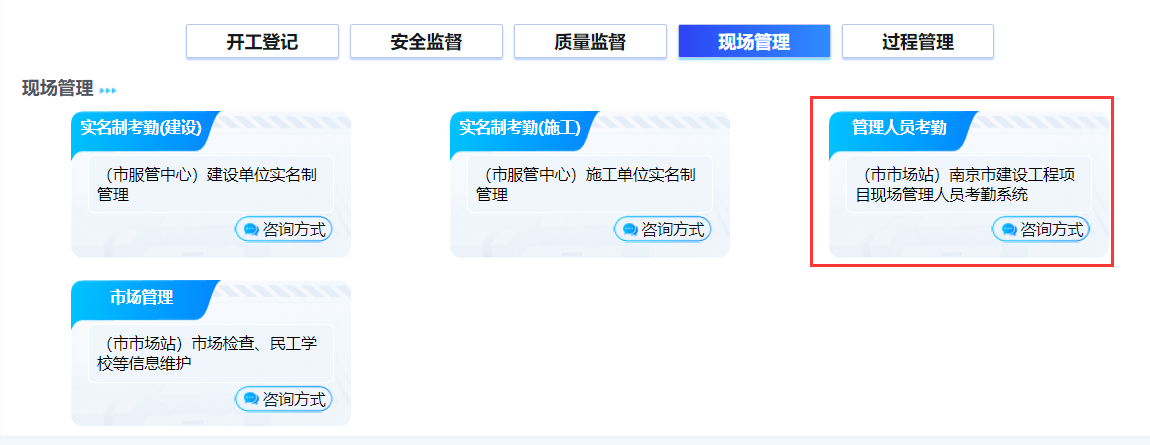 开工登记
安全监督
质量监督
现场管理
过程管理
现场管理
实名制考勤(建设)
（市服管中心）建设单位实名制
管理
咨询方式
实名制考勤(施工)
（市服管中心）施工单位实名制
管理
咨询方式
管理人员考勤
（市市场站）南京市建设工程项
目现场管理人员考勤系统
咨询方式
市场管理
（市市场站）市场检查、民工学
校等信息维护
咨询方式